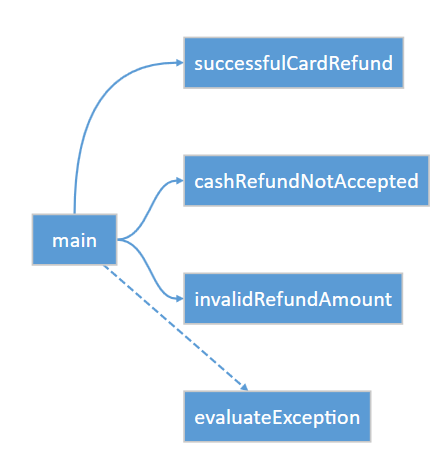 successfulCardRefund
cashRefundNotAccepted
main
invalidRefundAmount
evaluateException